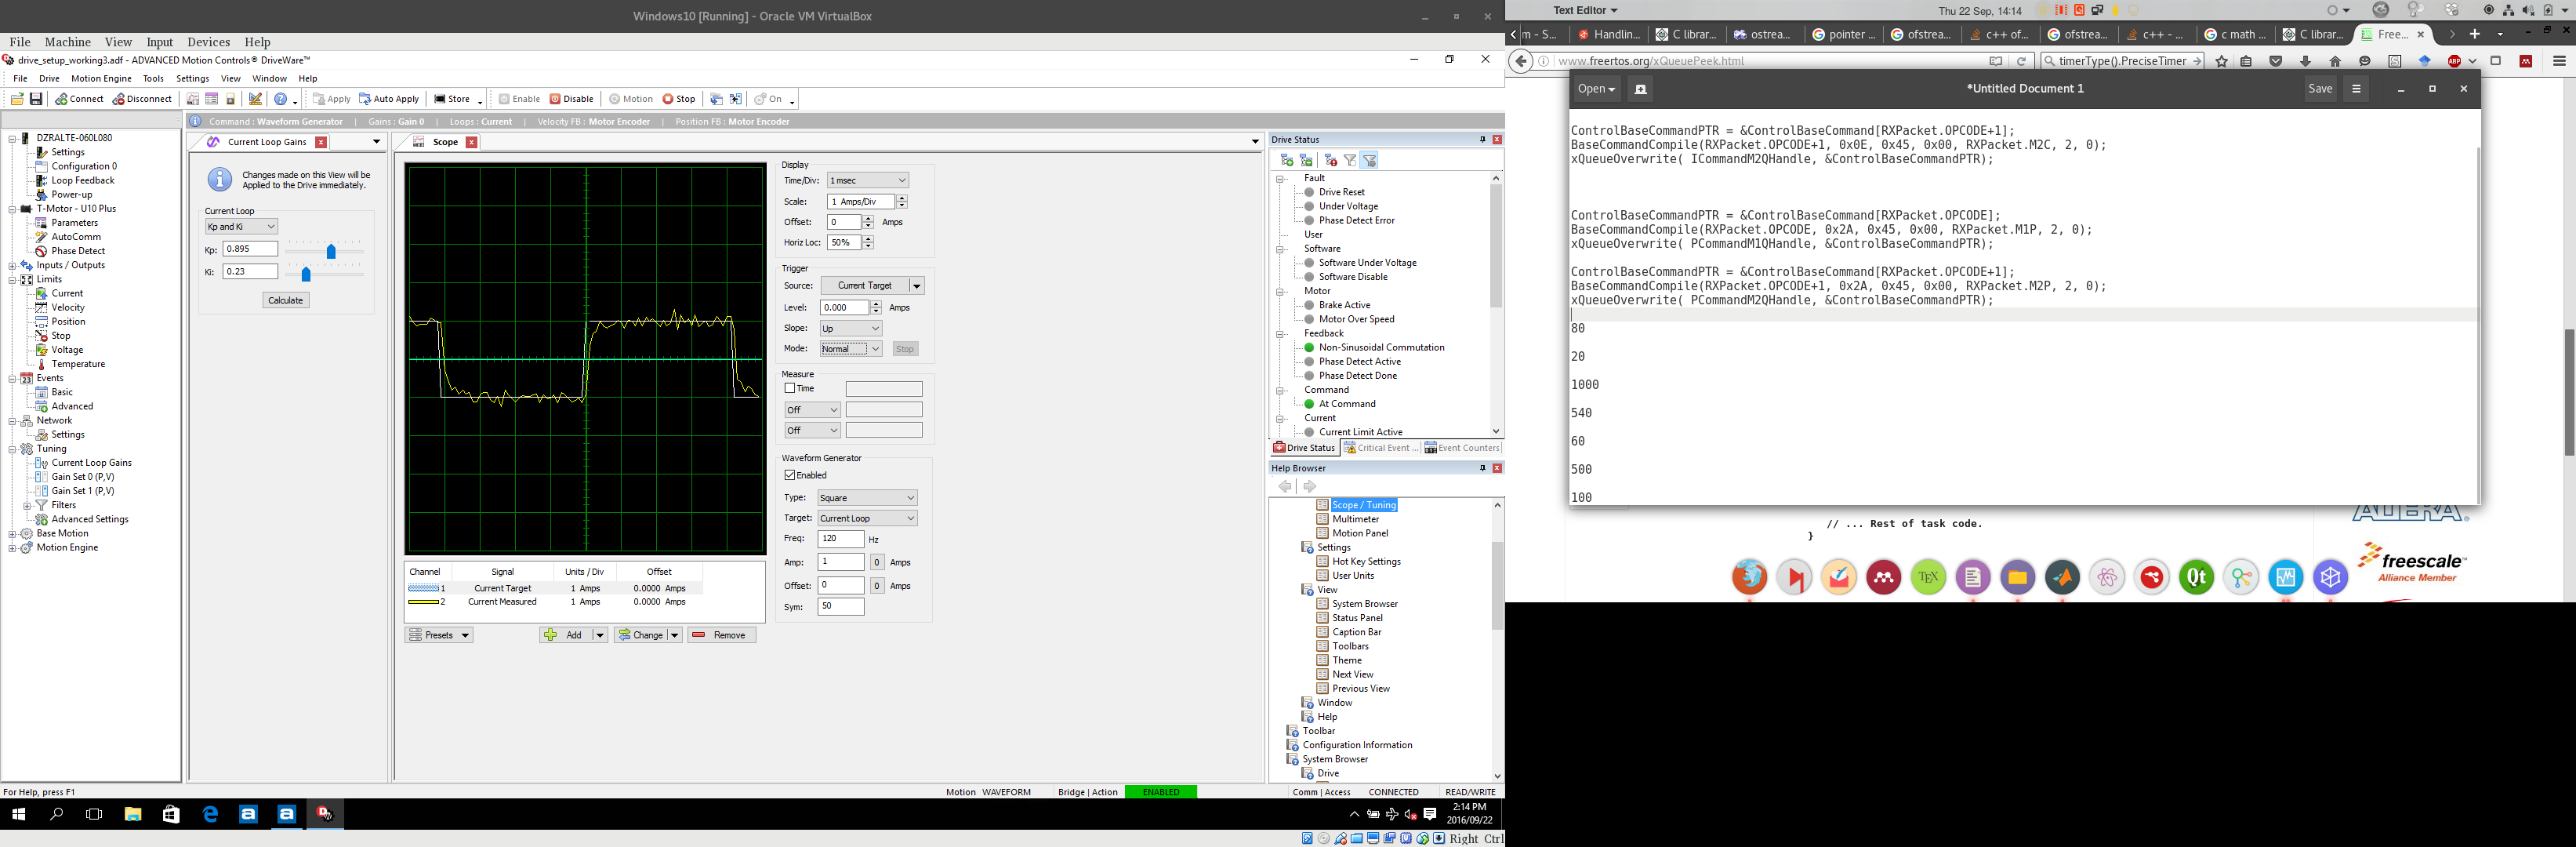 Windows10 [Running] - Oracle VM VirtualBox
File Machine View Input Devices Help
drive_setup_working3.adf - ADVANCED Motion Controls® DriveWare™
File Drive Motion Engine Tools Settings View Window Help
Connect Disconnect Apply Auto Apply Store Enable Disable Motion Stop On
Command : Waveform Generator | Gains : Gain 0 | Loops : Current | Velocity FB : Motor Encoder | Position FB : Motor Encoder
DZRALTE-060L080
Settings
Configuration 0
Loop Feedback
Power-up
T-Motor - U10 Plus
Parameters
AutoComm
Phase Detect
Inputs / Outputs
Limits
Current
Velocity
Position
Stop
Voltage
Temperature
Events
Basic
Advanced
Network
Settings
Tuning
Current Loop Gains
Gain Set 0 (P,V)
Gain Set 1 (P,V)
Filters
Advanced Settings
Base Motion
Motion Engine
Current Loop Gains
Changes made on this View will be
Applied to the Drive immediately.
Current Loop
Kp and Ki
Kp: 0.895
Ki: 0.23
Calculate
Scope
Channel Signal Units / Div Offset
1 Current Target 1 Amps 0.0000 Amps
2 Current Measured 1 Amps 0.0000 Amps
Presets Add Change Remove
Display
Time/Div: 1 msec
Scale: 1 Amps/Div
Offset: 0 Amps
Horiz Loc: 50%
Trigger
Source: Current Target
Level: 0.000 Amps
Slope: Up
Mode: Normal Stop
Measure
Time
Off
Off
Waveform Generator
Enabled
Type: Square
Target: Current Loop
Freq: 120 Hz
Amp: 1 0 Amps
Offset: 0 0 Amps
Sym: 50
Drive Status
Fault
Drive Reset
Under Voltage
Phase Detect Error
User
Software
Software Under Voltage
Software Disable
Motor
Brake Active
Motor Over Speed
Feedback
Non-Sinusoidal Commutation
Phase Detect Active
Phase Detect Done
Command
At Command
Current
Current Limit Active
Drive Status Critical Event ... Event Counters
Help Browser
Scope / Tuning
Multimeter
Motion Panel
Settings
Hot Key Settings
User Units
View
System Browser
Status Panel
Caption Bar
Toolbars
Theme
Next View
Previous View
Window
Help
Toolbar
Configuration Information
System Browser
Drive
For Help, press F1
Motion WAVEFORM Bridge | Action ENABLED Comm | Access CONNECTED READ/WRITE
2:14 PM
2016/09/22
Right Ctrl
Text Editor
Thu 22 Sep, 14:14
m - S... Handlin... C librar... ostrea... pointer ... ofstrea... c++ of... ofstrea... c++ - ... c math ... C librar... Free...
www.freertos.org/xQueuePeek.html
timerType().PreciseTimer
ABP
Open
*Untitled Document 1
Save
ControlBaseCommandPTR = &ControlBaseCommand[RXPacket.OPCODE+1];
BaseCommandCompile(RXPacket.OPCODE+1, 0x0E, 0x45, 0x00, RXPacket.M2C, 2, 0);
xQueueOverwrite( ICommandM2QHandle, &ControlBaseCommandPTR);
ControlBaseCommandPTR = &ControlBaseCommand[RXPacket.OPCODE];
BaseCommandCompile(RXPacket.OPCODE, 0x2A, 0x45, 0x00, RXPacket.M1P, 2, 0);
xQueueOverwrite( PCommandM1QHandle, &ControlBaseCommandPTR);
ControlBaseCommandPTR = &ControlBaseCommand[RXPacket.OPCODE+1];
BaseCommandCompile(RXPacket.OPCODE+1, 0x2A, 0x45, 0x00, RXPacket.M2P, 2, 0);
xQueueOverwrite( PCommandM2QHandle, &ControlBaseCommandPTR);
80
20
1000
540
60
500
100
// ... Rest of task code.
}
ALTERA
freescale™
Alliance Member
TEX
Qt